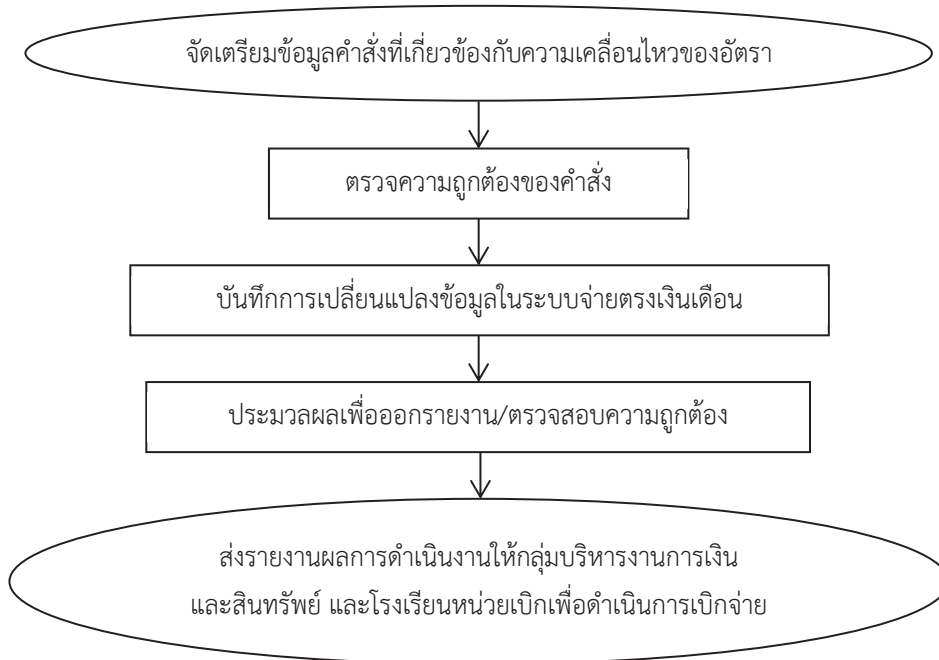 จัดเตรียมข้อมูลคำสั่งที่เกี่ยวข้องกับความเคลื่อนไหวของอัตรา
ตรวจความถูกต้องของคำสั่ง
บันทึกการเปลี่ยนแปลงข้อมูลในระบบจ่ายตรงเงินเดือน
ประมวลผลเพื่อออกรายงาน/ตรวจสอบความถูกต้อง
ส่งรายงานผลการดำเนินงานให้กลุ่มบริหารงานการเงิน
และสินทรัพย์ และโรงเรียนหน่วยเบิกเพื่อดำเนินการเบิกจ่าย